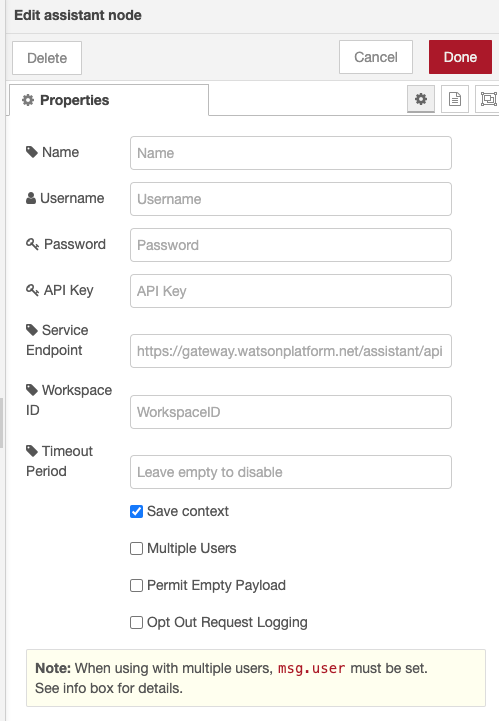 Edit assistant node
Delete
Cancel
Done
Properties
Name
Name
Username
Username
Password
Password
API Key
API Key
Service
Endpoint
https://gateway.watsonplatform.net/assistant/api
Workspace
ID
WorkspaceID
Timeout
Period
Leave empty to disable
Save context
Multiple Users
Permit Empty Payload
Opt Out Request Logging
Note: When using with multiple users, msg.user must be set.
See info box for details.